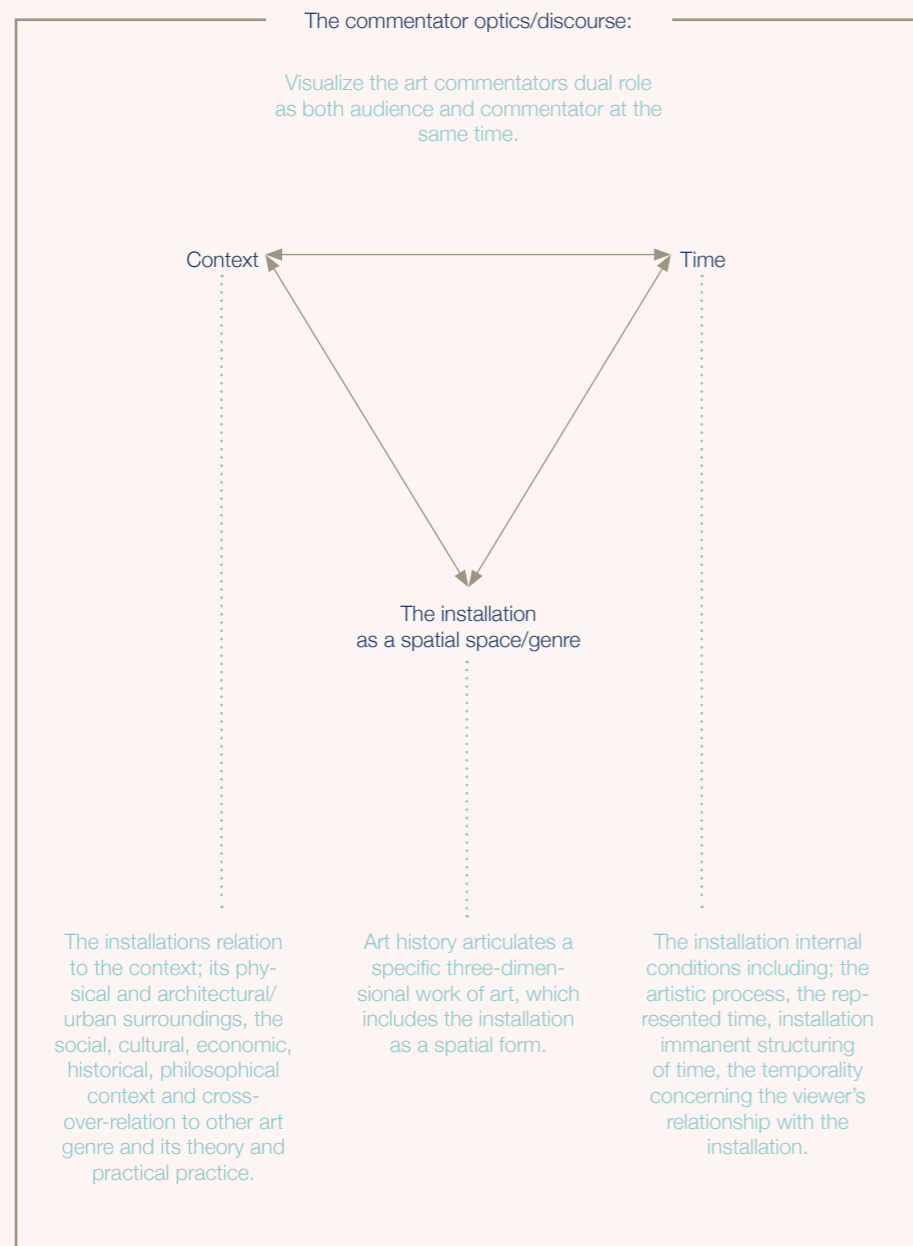 The commentator optics/discourse:
Visualize the art commentators dual role
as both audience and commentator at the
same time.
Context
Time
The installation
as a spatial space/genre
The installations relation
to the context; its phy-
sical and architectural/
urban surroundings, the
social, cultural, economic,
historical, philosophical
context and cross-
over-relation to other art
genre and its theory and
practical practice.
Art history articulates a
specific three-dimen-
sional work of art, which
includes the installation
as a spatial form.
The installation internal
conditions including; the
artistic process, the rep-
resented time, installation
immanent structuring
of time, the temporality
concerning the viewer’s
relationship with the
installation.